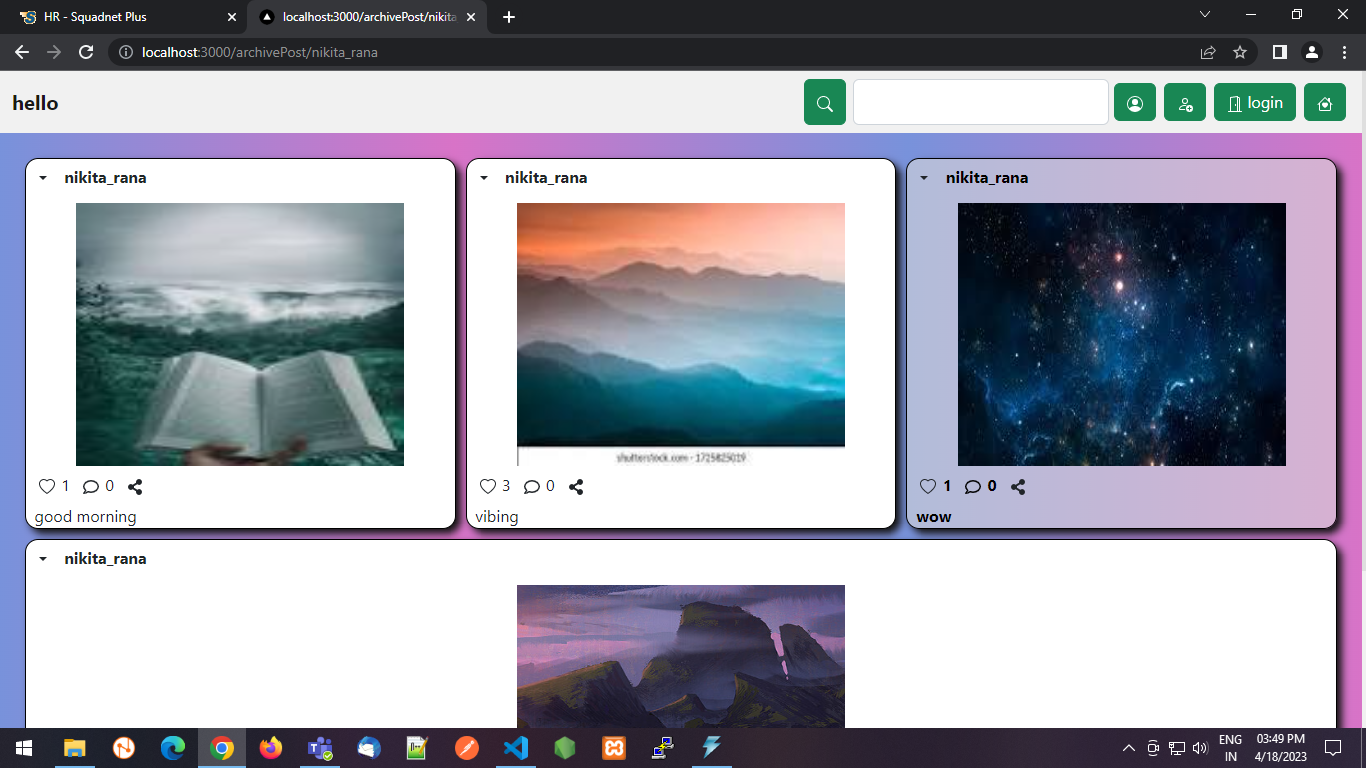 HR - Squadnet Plus
localhost:3000/archivePost/nikita
localhost:3000/archivePost/nikita_rana
hello
login
nikita_rana
nikita_rana
nikita_rana
shutterstock.com · 1725825019
1 0
3 0
1 0
good morning
vibing
wow
nikita_rana
ENG
IN
03:49 PM
4/18/2023